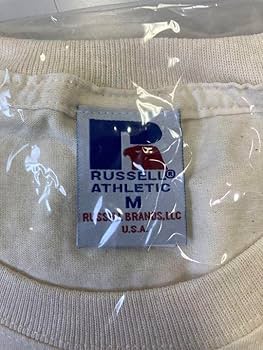 R
RUSSELL®
ATHLETIC
M
RUSSELL BRANDS, LLC
U.S.A.